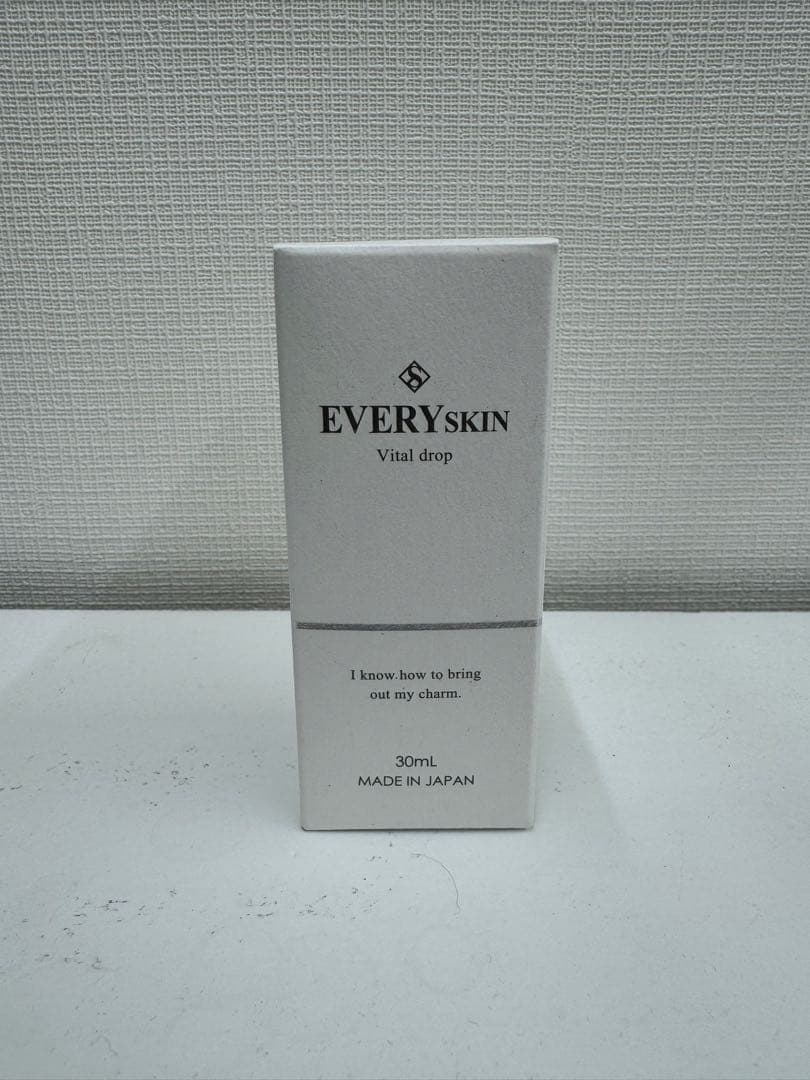 S
EVERYSKIN
Vital drop
I know how to bring
out my charm.
30mL
MADE IN JAPAN